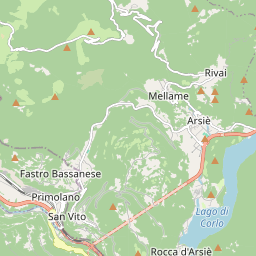 Rivai
Mellame
Arsiè
Fastro Bassanese
Primolano
San Vito
Lago di
Corlo
Rocca d'Arsiè